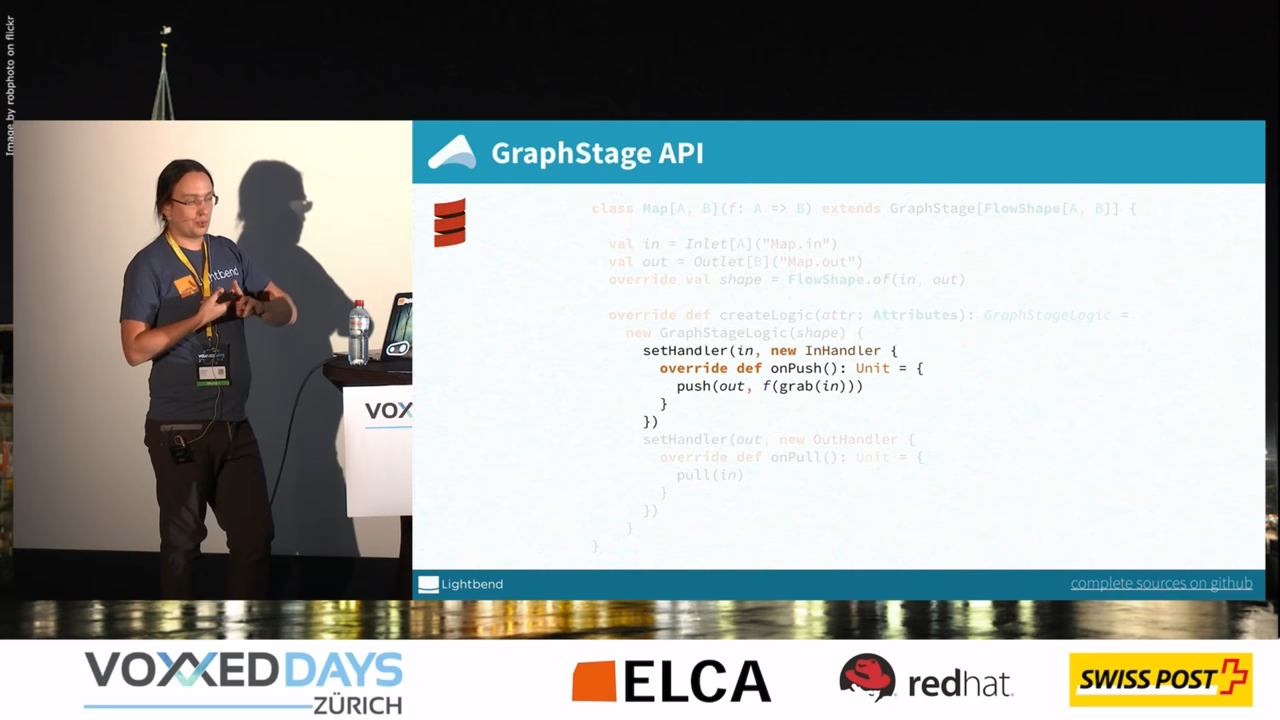 Image by robphoto on flickr
GraphStage API
class Map[A, B](f: A => B) extends GraphStage[FlowShape[A, B]] {
val in = Inlet[A]("Map.in")
val out = Outlet[B]("Map.out")
override val shape = FlowShape.of(in, out)
override def createLogic(attr: Attributes): GraphStageLogic =
new GraphStageLogic(shape) {
setHandler(in, new InHandler {
override def onPush(): Unit = {
push(out, f(grab(in)))
}
})
setHandler(out, new OutHandler {
override def onPull(): Unit = {
pull(in)
}
})
}
}
Lightbend
complete sources on github
htbend
VOX
VOXXED DAYS
ZÜRICH
ELCA
redhat.
SWISS POST